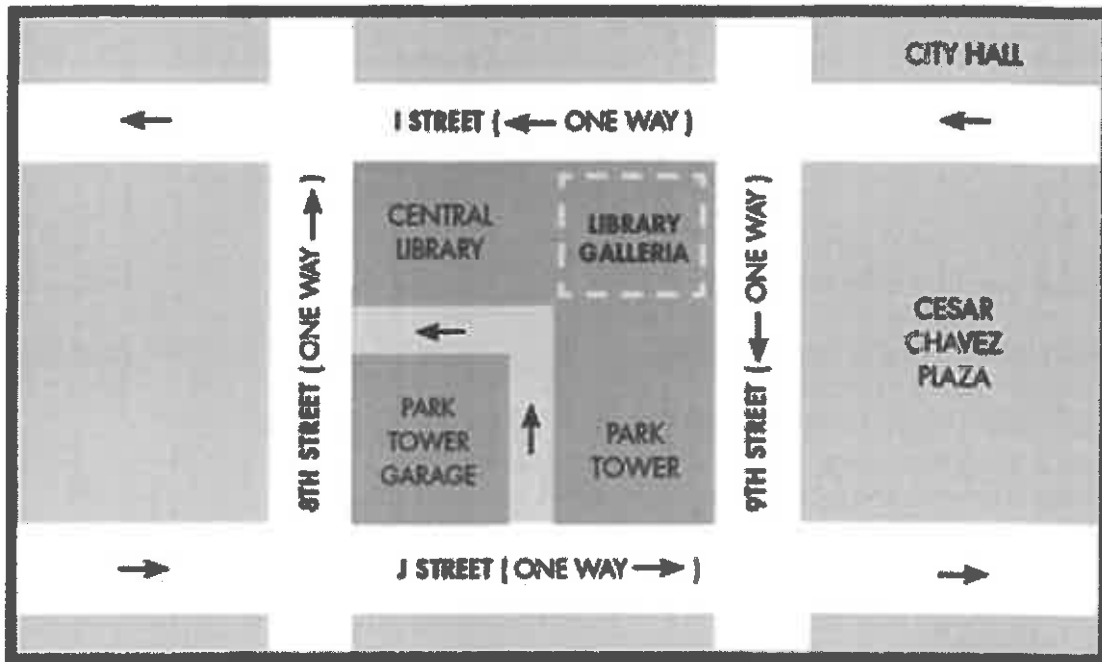 CITY HALL
I STREET (← ONE WAY)
8TH STREET (ONE WAY →)
CENTRAL
LIBRARY
LIBRARY
GALLERIA
9TH STREET (← ONE WAY)
CESAR
CHAVEZ
PLAZA
PARK
TOWER
GARAGE
PARK
TOWER
J STREET (ONE WAY →)